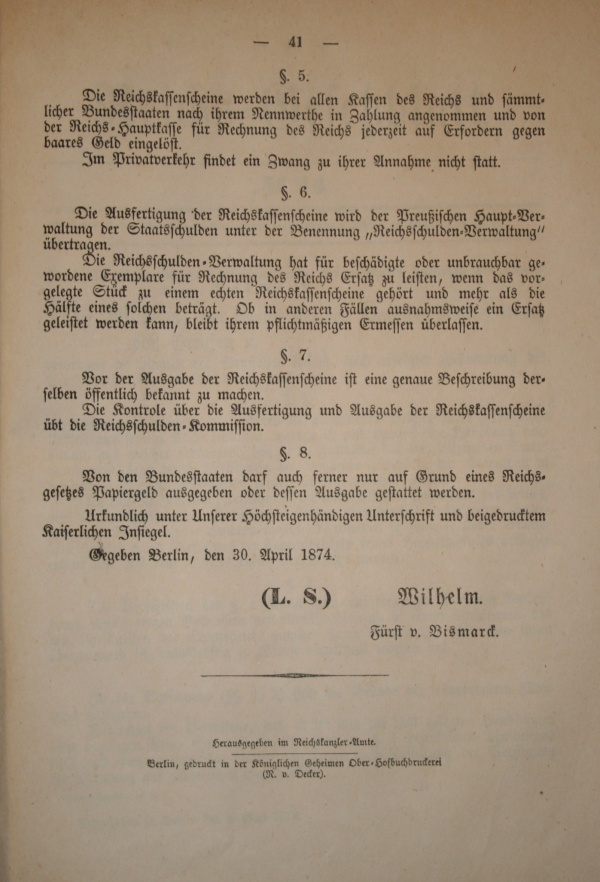 — 41 —
§. 5.
Die Reichskassenscheine werden bei allen Kassen des Reichs und sämmt-
licher Bundesstaaten nach ihrem Nennwerthe in Zahlung angenommen und von
der Reichs-Hauptkasse für Rechnung des Reichs jederzeit auf Erfordern gegen
baares Geld eingelöst.
Im Privatverkehr findet ein Zwang zu ihrer Annahme nicht statt.
§. 6.
Die Ausfertigung der Reichskassenscheine wird der Preußischen Haupt-Ver-
waltung der Staatsschulden unter der Benennung „Reichsschulden-Verwaltung“
übertragen.
Die Reichsschulden-Verwaltung hat für beschädigte oder unbrauchbar ge-
wordene Exemplare für Rechnung des Reichs Ersatz zu leisten, wenn das vor-
gelegte Stück zu einem echten Reichskassenscheine gehört und mehr als die
Hälfte eines solchen beträgt. Ob in anderen Fällen ausnahmsweise ein Ersatz
geleistet werden kann, bleibt ihrem pflichtmäßigen Ermessen überlassen.
§. 7.
Vor der Ausgabe der Reichskassenscheine ist eine genaue Beschreibung der-
selben öffentlich bekannt zu machen.
Die Kontrole über die Ausfertigung und Ausgabe der Reichskassenscheine
übt die Reichsschulden-Kommission.
§. 8.
Von den Bundesstaaten darf auch ferner nur auf Grund eines Reichs-
gesetzes Papiergeld ausgegeben oder dessen Ausgabe gestattet werden.
Urkundlich unter Unserer Höchsteigenhändigen Unterschrift und beigedrucktem
Kaiserlichen Insiegel.
Gegeben Berlin, den 30. April 1874.
(L. S.) Wilhelm.
Fürst v. Bismarck.
Herausgegeben im Reichskanzler-Amte.
Berlin, gedruckt in der Königlichen Geheimen Ober-Hofbuchdruckerei
(R. v. Decker).